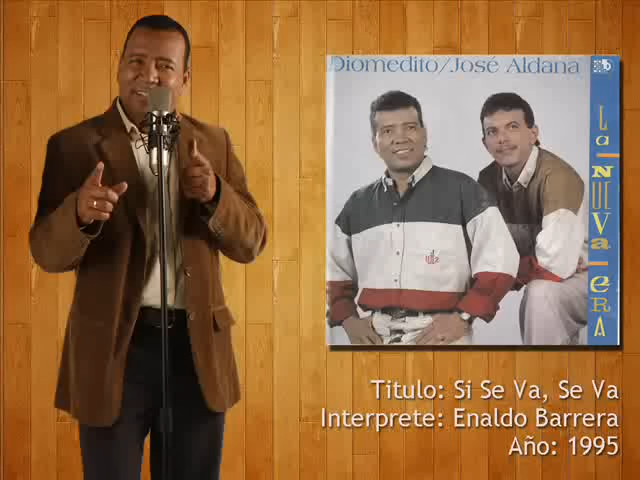 Diomedito/José Aldana
La NUEVa eRA
Titulo: Si Se Va, Se Va
Interprete: Enaldo Barrera
Año: 1995